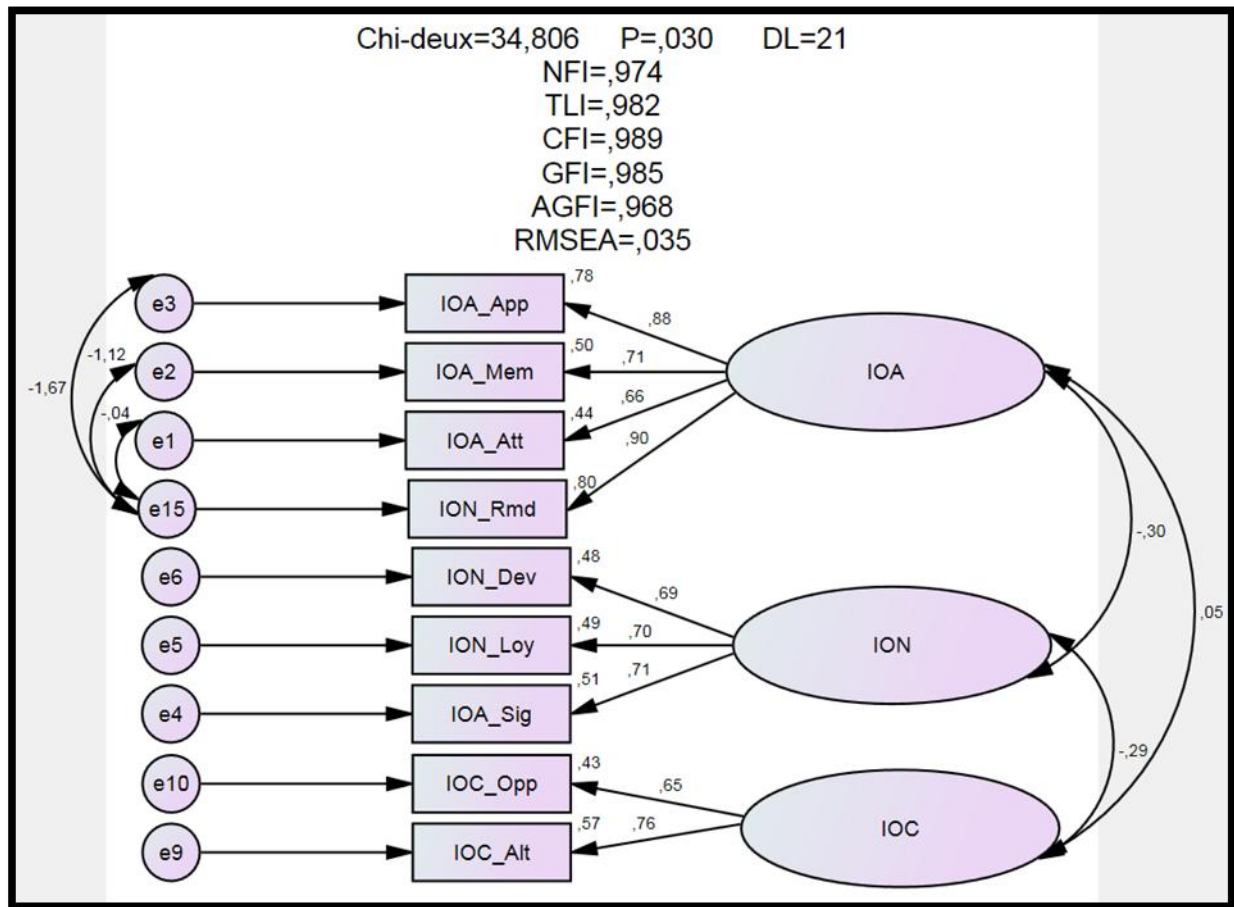 Chi-deux=34,806 P=,030 DL=21
NFI=,974
TLI=,982
CFI=,989
GFI=,985
AGFI=,968
RMSEA=,035
e3
IOA_App
,78
,88
-1,12
-1,67
e2
IOA_Mem
,50
,71
IOA
-,04
e1
IOA_Att
,44
,66
,90
e15
ION_Rmd
,80
-,30
e6
ION_Dev
,48
,69
,05
e5
ION_Loy
,49
,70
ION
e4
IOA_Sig
,51
,71
-,29
e10
IOC_Opp
,43
,65
e9
IOC_Alt
,57
,76
IOC